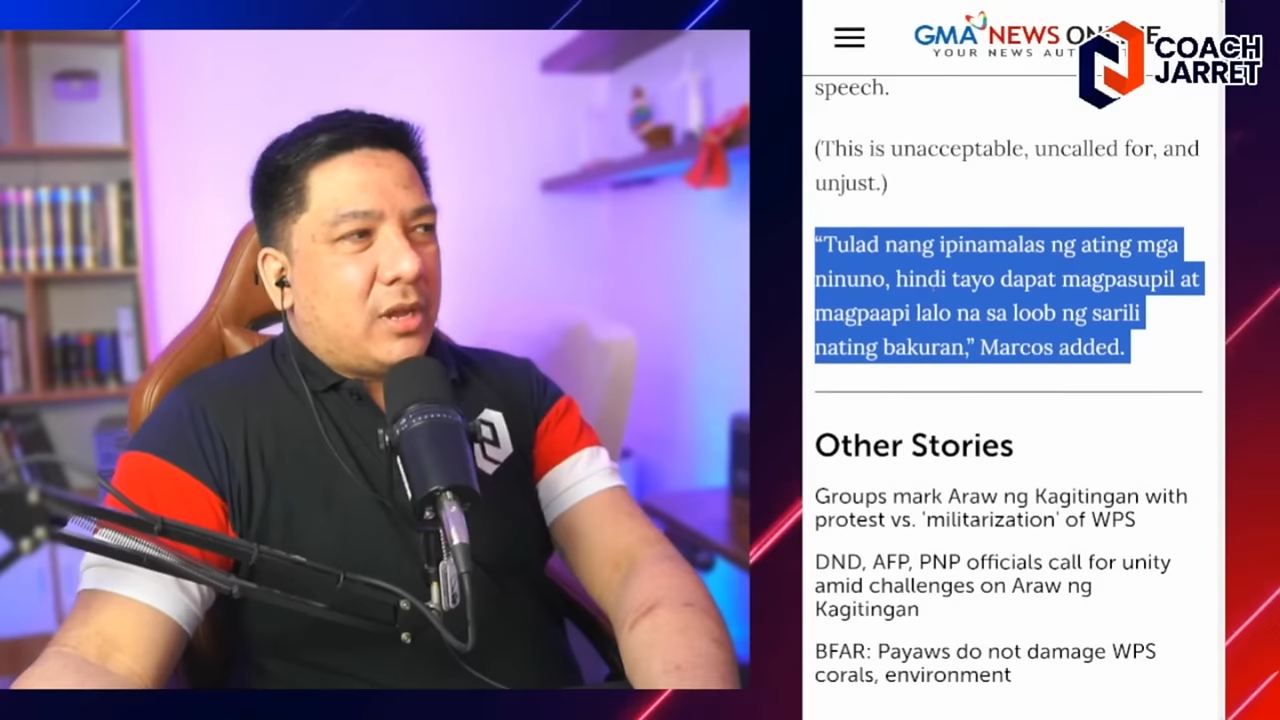 GMA NEWS ONLINE
YOUR NEWS AUT
COACH
JARRET
speech.
(This is unacceptable, uncalled for, and
unjust.)
“Tulad nang ipinamalas ng ating mga
ninuno, hindi tayo dapat magpasupil at
magpaapi lalo na sa loob ng sarili
nating bakuran,” Marcos added.
Other Stories
Groups mark Araw ng Kagitingan with
protest vs. 'militarization' of WPS
DND, AFP, PNP officials call for unity
amid challenges on Araw ng
Kagitingan
BFAR: Payaws do not damage WPS
corals, environment